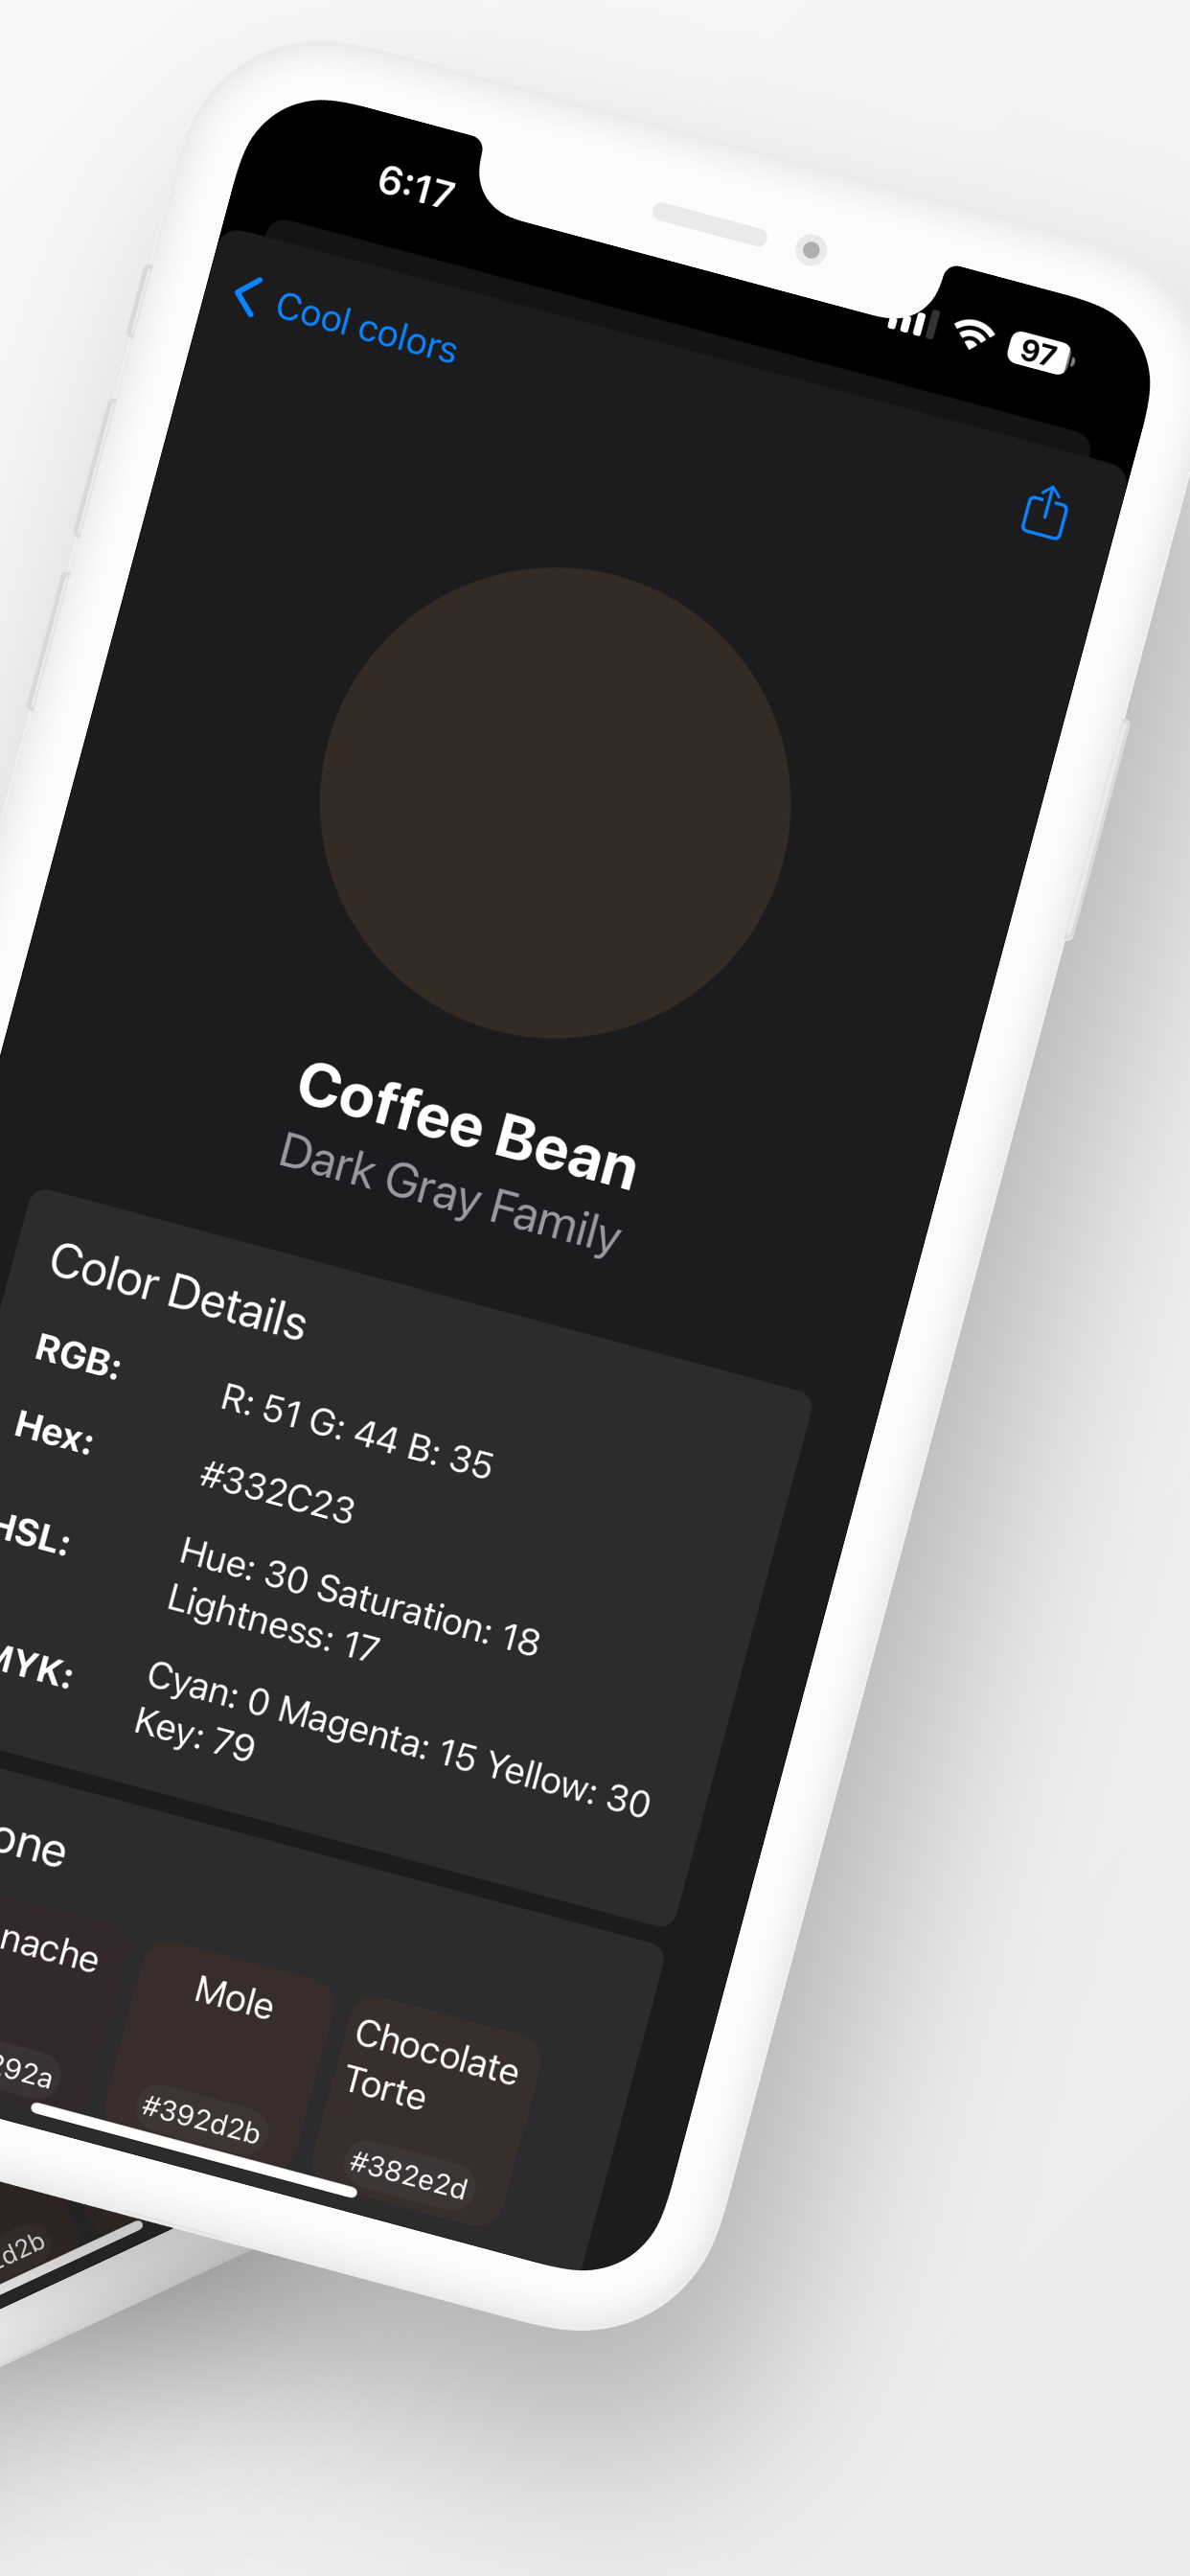 6:17
97
Cool colors
Coffee Bean
Dark Gray Family
Color Details
RGB:
R: 51 G: 44 B: 35
Hex:
#332C23
HSL:
Hue: 30 Saturation: 18
Lightness: 17
MYK:
Cyan: 0 Magenta: 15 Yellow: 30
Key: 79
one
nache
Mole
Chocolate
Torte
292a
#392d2b
#382e2d
d2b